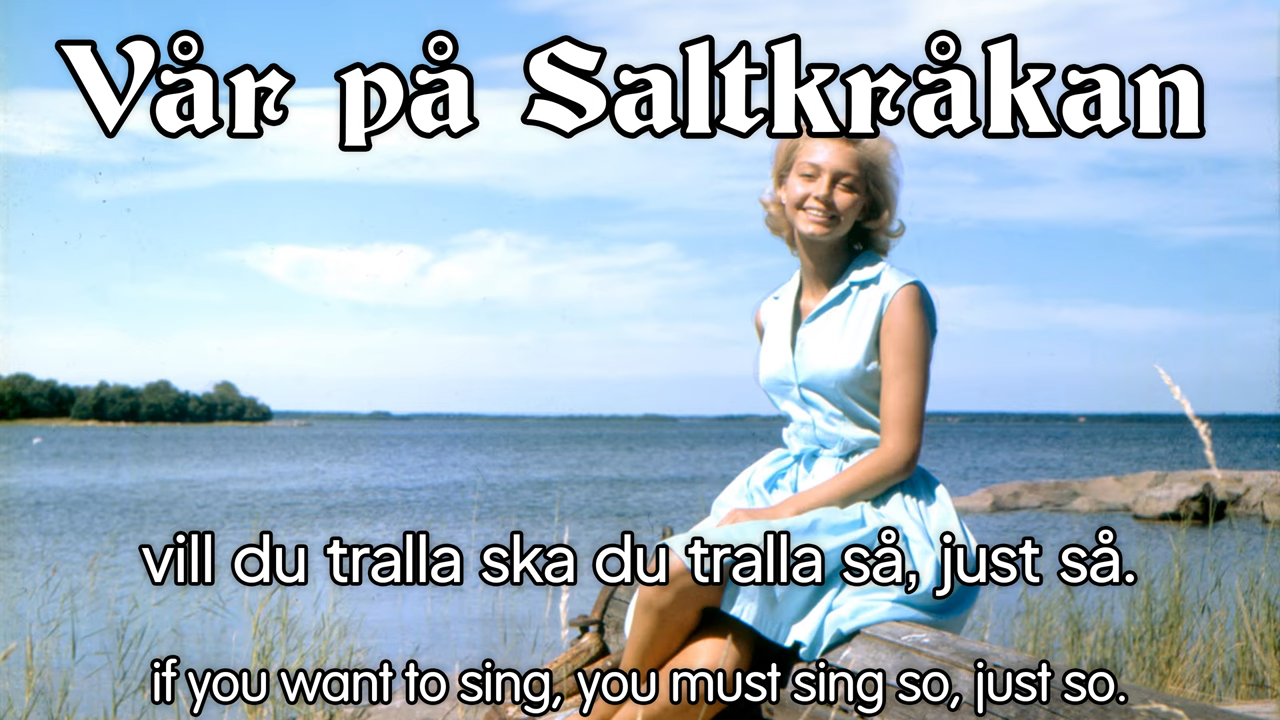 Vår på Saltkråkan
vill du tralla ska du tralla så, just så.
if you want to sing, you must sing so, just so.